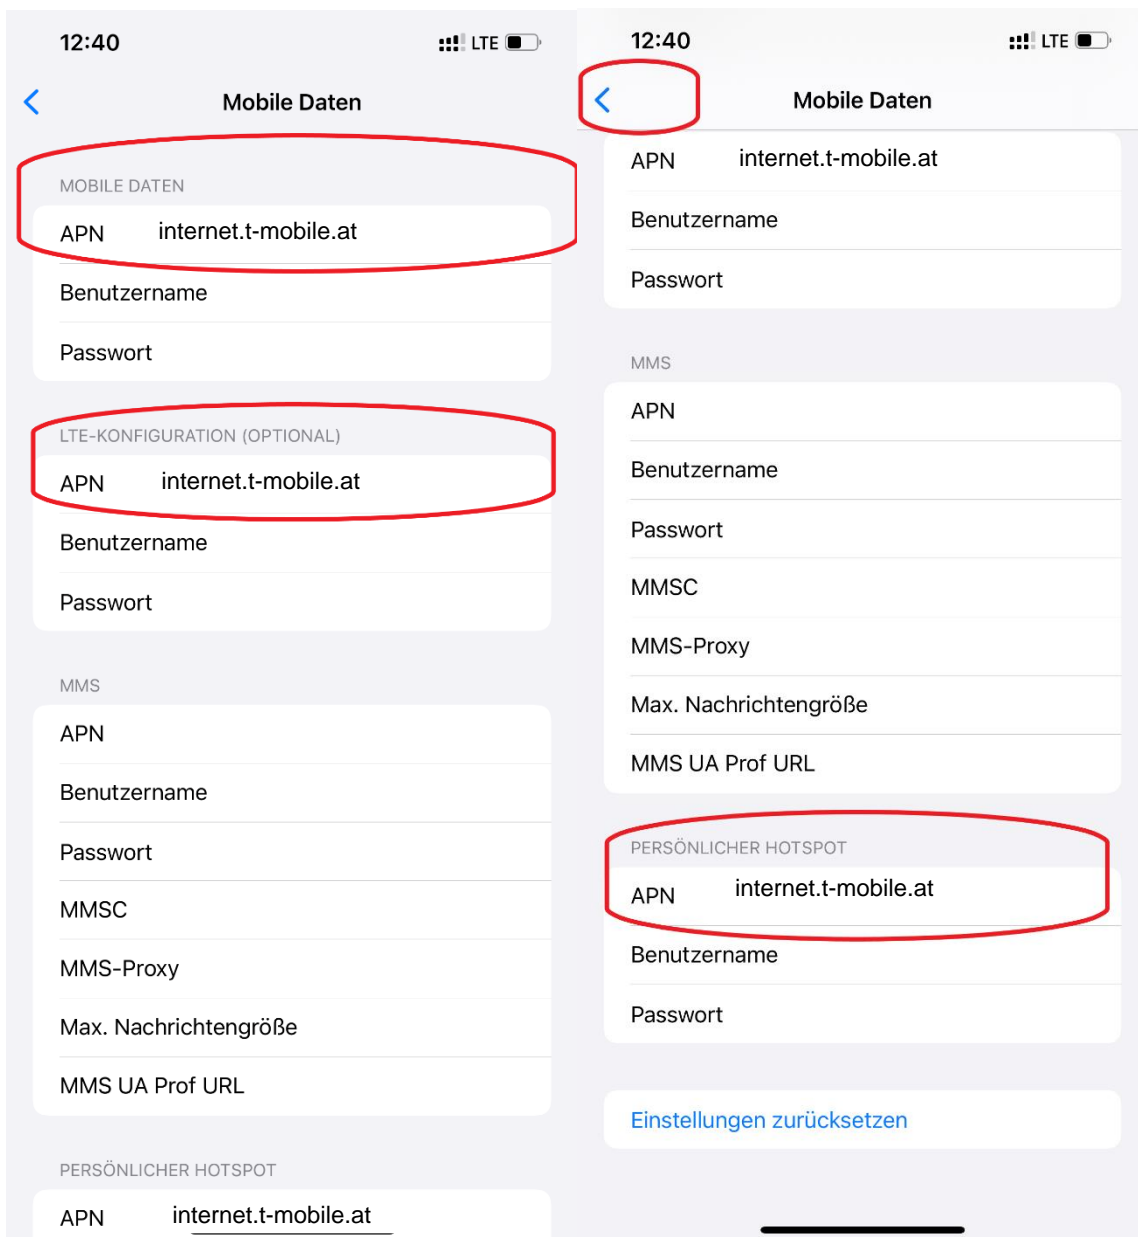 12:40
LTE
Mobile Daten
MOBILE DATEN
APN internet.t-mobile.at
Benutzername
Passwort
LTE-KONFIGURATION (OPTIONAL)
APN internet.t-mobile.at
Benutzername
Passwort
MMS
APN
Benutzername
Passwort
MMSC
MMS-Proxy
Max. Nachrichtengröße
MMS UA Prof URL
PERSÖNLICHER HOTSPOT
APN internet.t-mobile.at
12:40
LTE
Mobile Daten
APN internet.t-mobile.at
Benutzername
Passwort
MMS
APN
Benutzername
Passwort
MMSC
MMS-Proxy
Max. Nachrichtengröße
MMS UA Prof URL
PERSÖNLICHER HOTSPOT
APN internet.t-mobile.at
Benutzername
Passwort
Einstellungen zurücksetzen